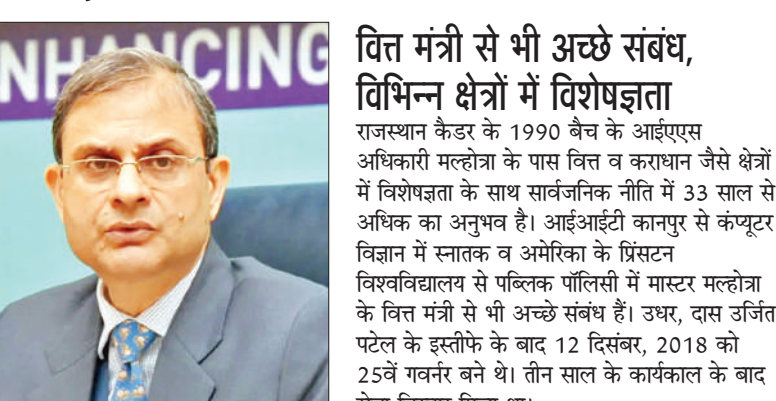 NHANCING
वित्त मंत्री से भी अच्छे संबंध,
विभिन्न क्षेत्रों में विशेषज्ञता
राजस्थान कैडर के 1990 बैच के आईएएस
अधिकारी मल्होत्रा के पास वित्त व कराधान जैसे क्षेत्रों
में विशेषज्ञता के साथ सार्वजनिक नीति में 33 साल से
अधिक का अनुभव है। आईआईटी कानपुर से कंप्यूटर
विज्ञान में स्नातक व अमेरिका के प्रिंसटन
विश्वविद्यालय से पब्लिक पॉलिसी में मास्टर मल्होत्रा
के वित्त मंत्री से भी अच्छे संबंध हैं। उधर, दास उर्जित
पटेल के इस्तीफे के बाद 12 दिसंबर, 2018 को
25वें गवर्नर बने थे। तीन साल के कार्यकाल के बाद